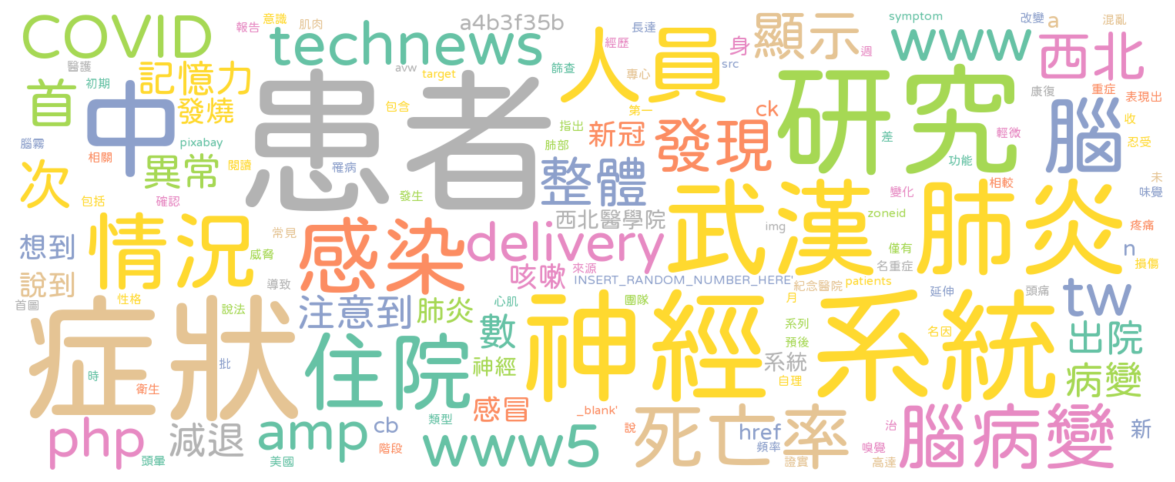 COVID
technews
a4b3f35b
意識
報告
肌肉
醫護
初期
記憶力
發燒
首
中
患者
avw
target
包含
人員
經歷
長達
篩查
專心
身
src
顯示
週
symptom
www
改變
a
混亂
西北
康復
重症
表現出
第一
指出
肺部
新冠
ck
發現
研究
差
功能
輕微
相較
腦
收
忍受
未
味覺
腦霧
相關
pixabay
異常
閱讀
罹病
次
包括
確認
發生
整體
西北醫學院
武漢肺炎
變化
zoneid
僅有
名重症
疼痛
損傷
n
想到
情況
威脅
常見
感染
delivery
咳嗽
來源
img
INSERT_RANDOM_NUMBER_HERE'
紀念醫院
patients
延伸
頭痛
tw
說到
首圖
性格
說法
導致
注意到
肺炎
心肌
數
團隊
月
神經系統
系列
預後
名因
系統
自理
出院
症狀
批
時
衛生
住院
神經
病變
感冒
_blank'
類型
php
減退
頭暈
amp
美國
cb
階段
www5
說
死亡率
href
頻率
證實
治
嗅覺
高達
腦病變
新